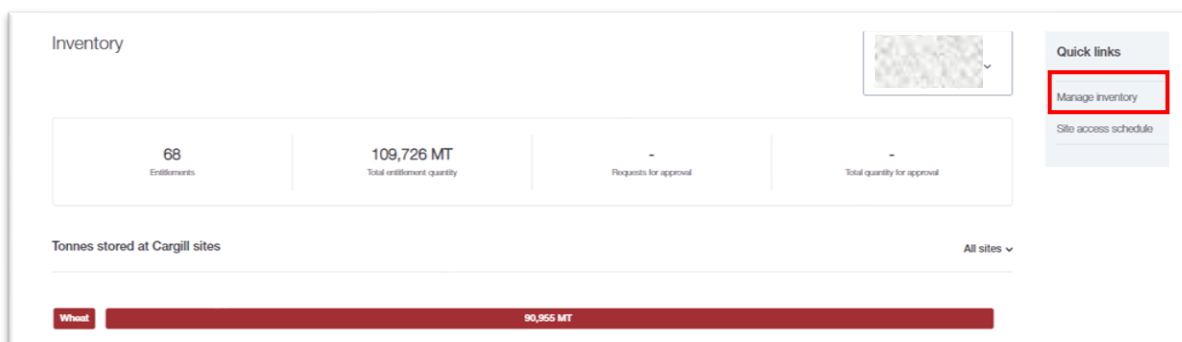 Inventory
Quick links
Manage inventory
Site access schedule
68
Entitlements
109,726 MT
Total entitlement quantity
-
Requests for approval
-
Total quantity for approval
Tonnes stored at Cargill sites
All sites
Wheat
90,955 MT